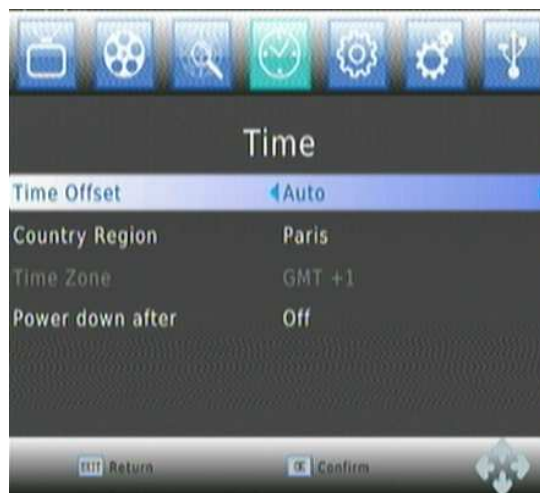 Time
Time Offset Auto
Country Region Paris
Time Zone GMT +1
Power down after Off
EXIT Return OK Confirm